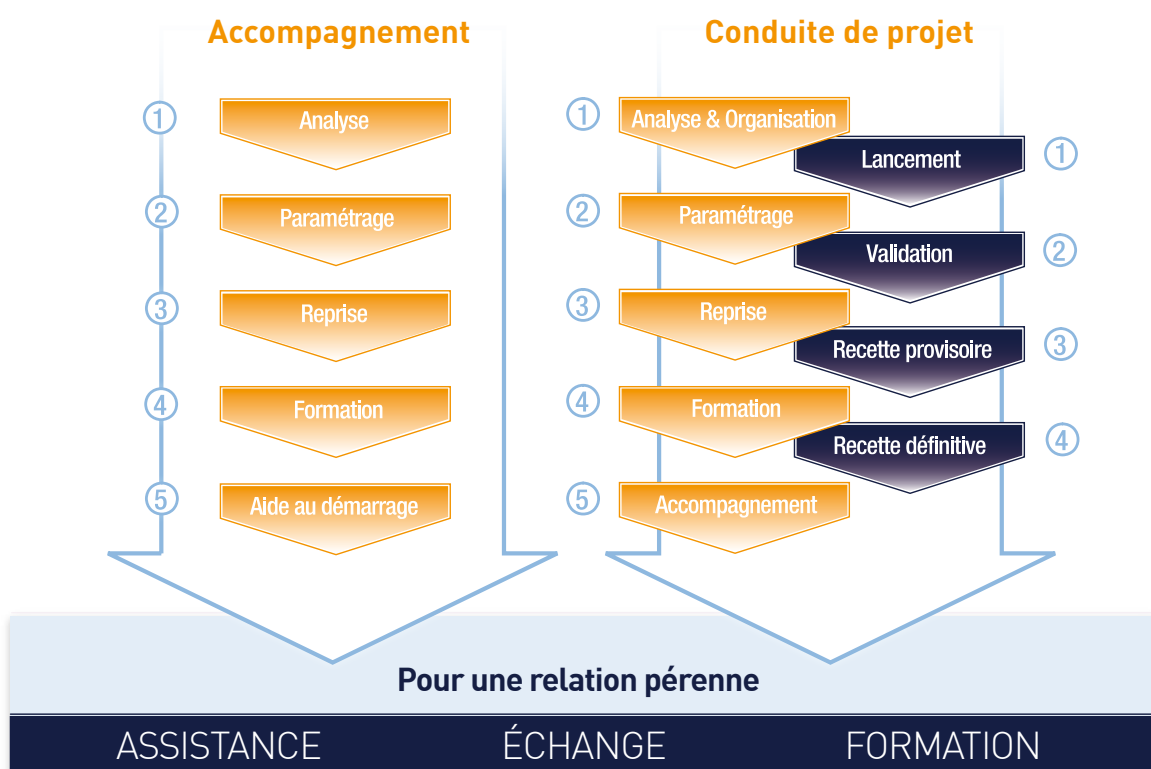 Accompagnement
① Analyse
② Paramétrage
③ Reprise
④ Formation
⑤ Aide au démarrage
Conduite de projet
① Analyse & Organisation
Lancement ①
② Paramétrage
Validation ②
③ Reprise
Recette provisoire ③
④ Formation
Recette définitive ④
⑤ Accompagnement
Pour une relation pérenne
ASSISTANCE ÉCHANGE FORMATION